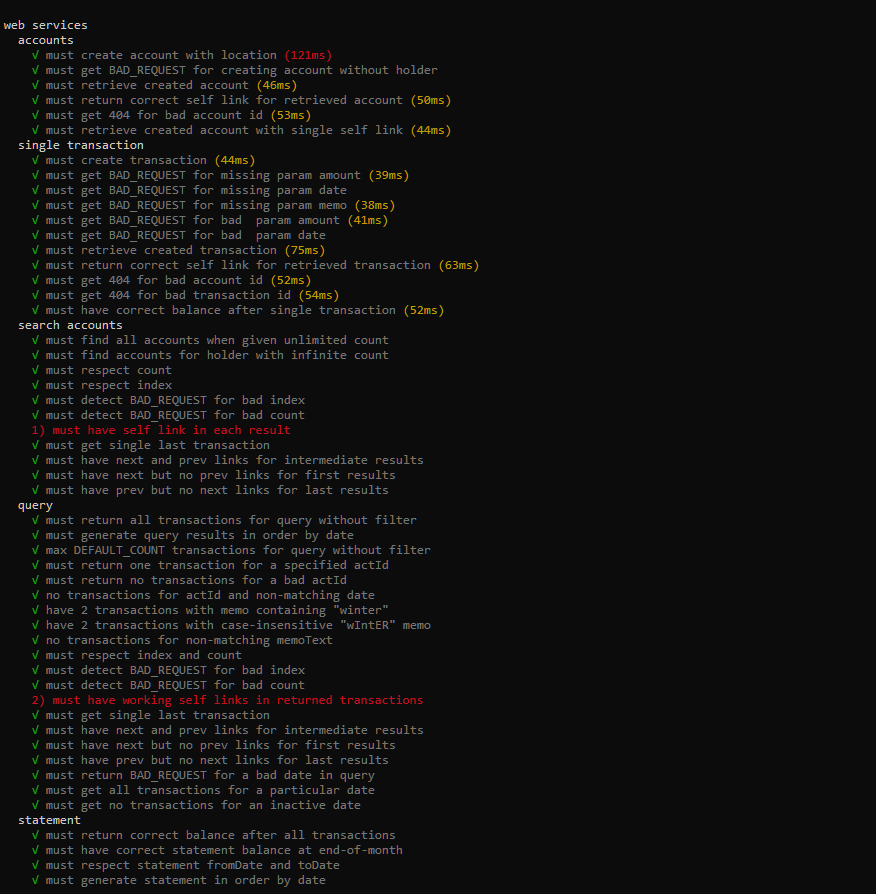 web services
accounts
√ must create account with location (121ms)
√ must get BAD_REQUEST for creating account without holder
√ must retrieve created account (46ms)
√ must return correct self link for retrieved account (50ms)
√ must get 404 for bad account id (53ms)
√ must retrieve created account with single self link (44ms)
single transaction
√ must create transaction (44ms)
√ must get BAD_REQUEST for missing param amount (39ms)
√ must get BAD_REQUEST for missing param date
√ must get BAD_REQUEST for missing param memo (38ms)
√ must get BAD_REQUEST for bad  param amount (41ms)
√ must get BAD_REQUEST for bad  param date
√ must retrieve created transaction (75ms)
√ must return correct self link for retrieved transaction (63ms)
√ must get 404 for bad account id (52ms)
√ must get 404 for bad transaction id (54ms)
√ must have correct balance after single transaction (52ms)
search accounts
√ must find all accounts when given unlimited count
√ must find accounts for holder with infinite count
√ must respect count
√ must respect index
√ must detect BAD_REQUEST for bad index
√ must detect BAD_REQUEST for bad count
1) must have self link in each result
√ must get single last transaction
√ must have next and prev links for intermediate results
√ must have next but no prev links for first results
√ must have prev but no next links for last results
query
√ must return all transactions for query without filter
√ must generate query results in order by date
√ max DEFAULT_COUNT transactions for query without filter
√ must return one transaction for a specified actId
√ must return no transactions for a bad actId
√ no transactions for actId and non-matching date
√ have 2 transactions with memo containing "winter"
√ have 2 transactions with case-insensitive "wIntER" memo
√ no transactions for non-matching memoText
√ must respect index and count
√ must detect BAD_REQUEST for bad index
√ must detect BAD_REQUEST for bad count
2) must have working self links in returned transactions
√ must get single last transaction
√ must have next and prev links for intermediate results
√ must have next but no prev links for first results
√ must have prev but no next links for last results
√ must return BAD_REQUEST for a bad date in query
√ must get all transactions for a particular date
√ must get no transactions for an inactive date
statement
√ must return correct balance after all transactions
√ must have correct statement balance at end-of-month
√ must respect statement fromDate and toDate
√ must generate statement in order by date